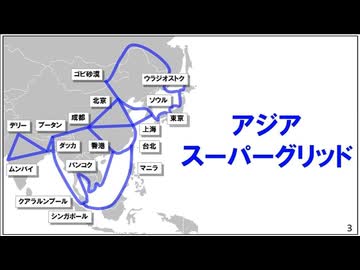 ゴビ砂漠
ウラジオストク
北京
ソウル
成都
東京
デリー
ブータン
上海
ダッカ
香港
台北
ムンバイ
バンコク
マニラ
クアラルンプール
シンガポール
アジア
スーパーグリッド
3